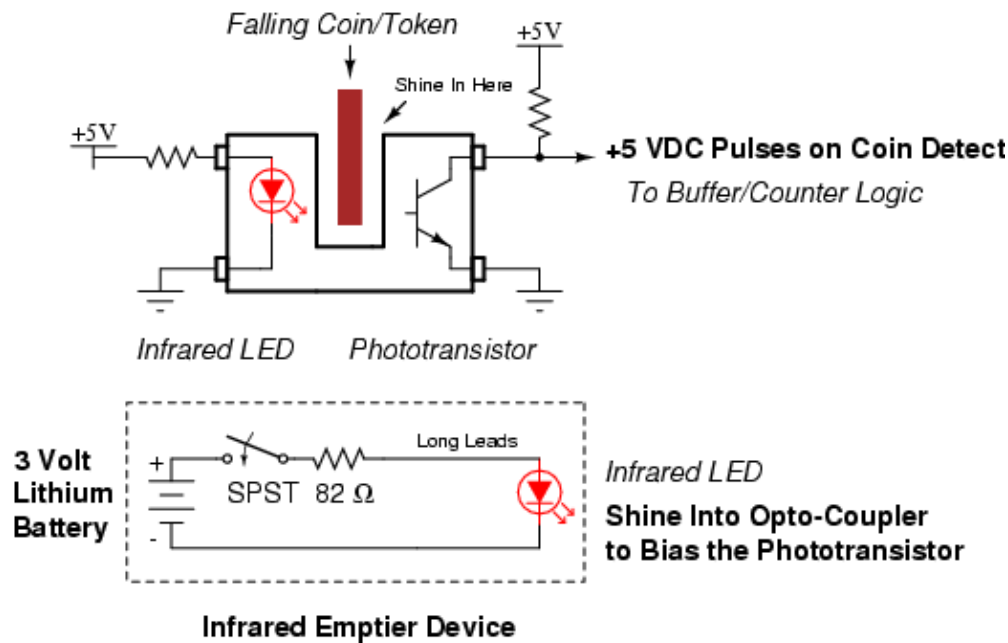 Falling Coin/Token
+5V
Shine In Here
+5V
+5 VDC Pulses on Coin Detect
To Buffer/Counter Logic
Infrared LED
Phototransistor
3 Volt
Lithium
Battery
+
-
SPST
82 Ω
Long Leads
Infrared LED
Shine Into Opto-Coupler
to Bias the Phototransistor
Infrared Emptier Device